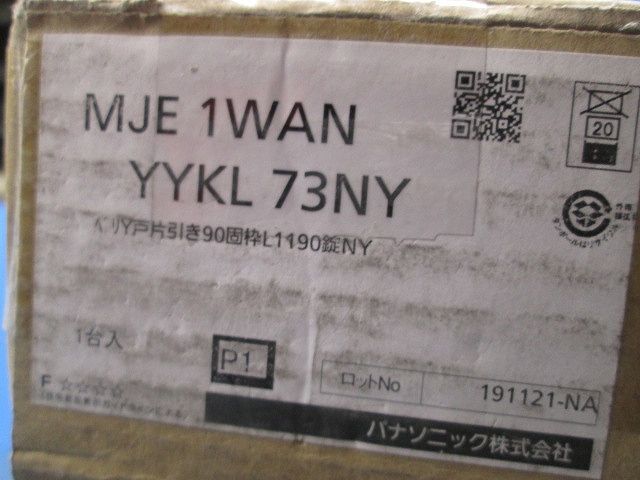 MJE 1WAN
YYKL 73NY
ベリY戸片引き90固枠L1190錠NY
20
1台入
P1
ロットNo 191121-NA
F☆☆☆☆
パナソニック株式会社